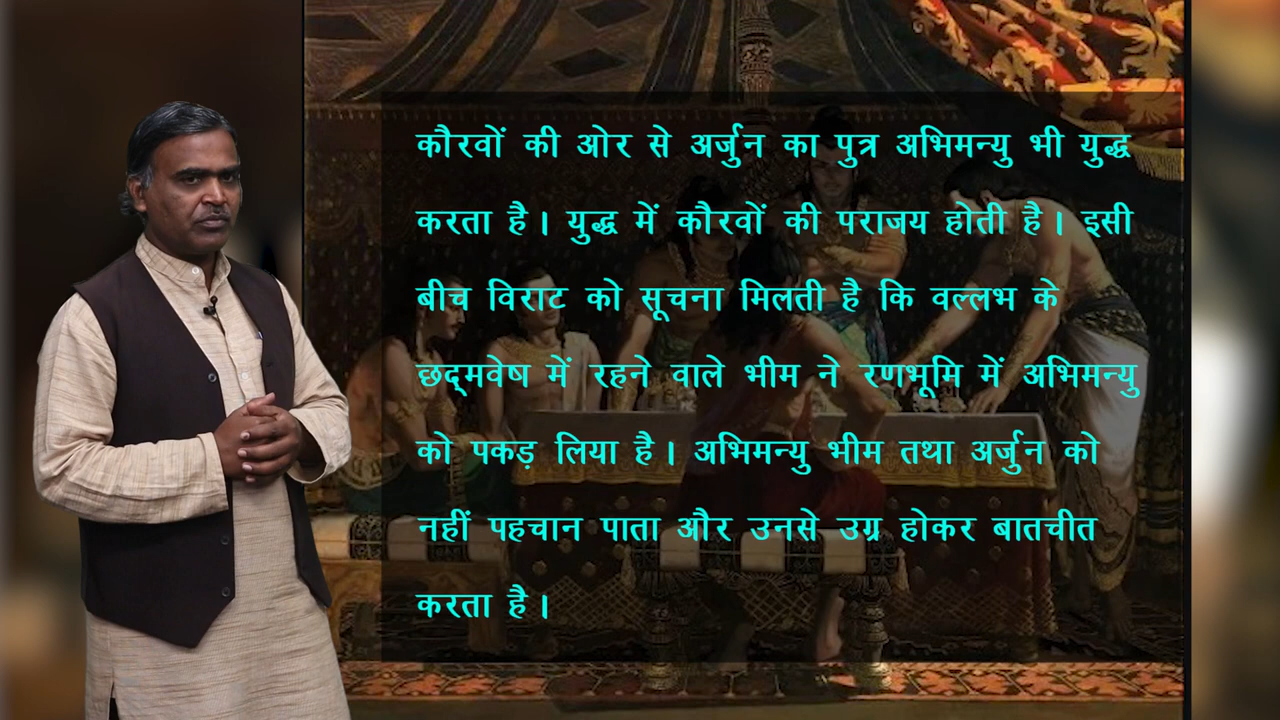 कौरवों की ओर से अर्जुन का पुत्र अभिमन्यु भी युद्ध
करता है। युद्ध में कौरवों की पराजय होती है। इसी
बीच विराट को सूचना मिलती है कि वल्लभ के
छद्मवेष में रहने वाले भीम ने रणभूमि में अभिमन्यु
को पकड़ लिया है। अभिमन्यु भीम तथा अर्जुन को
नहीं पहचान पाता और उनसे उग्र होकर बातचीत
करता है।